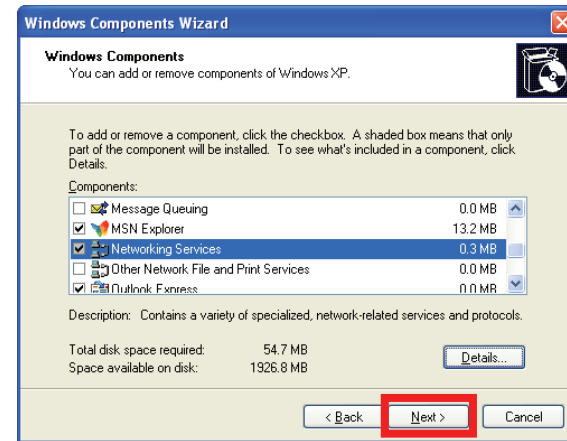 Windows Components Wizard
Windows Components
You can add or remove components of Windows XP.
To add or remove a component, click the checkbox. A shaded box means that only
part of the component will be installed. To see what's included in a component, click
Details.
Components:
Message Queuing 0.0 MB
MSN Explorer 13.2 MB
Networking Services 0.3 MB
Other Network File and Print Services 0.0 MB
Outlook Express 0.0 MB
Description: Contains a variety of specialized, network-related services and protocols.
Total disk space required: 54.7 MB
Space available on disk: 1926.8 MB
Details...
< Back Next > Cancel